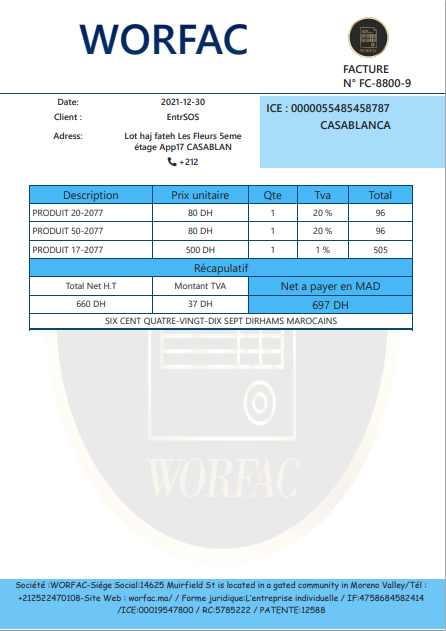 WORFAC
FACTURE
N° FC-8800-9
Date: 2021-12-30
Client : EntrSOS
Adress: Lot haj fateh Les Fleurs 5eme
étage App17 CASABLAN
+212
ICE : 0000055485458787
CASABLANCA
Description Prix unitaire Qte Tva Total
PRODUIT 20-2077 80 DH 1 20 % 96
PRODUIT 50-2077 80 DH 1 20 % 96
PRODUIT 17-2077 500 DH 1 1 % 505
Récapulatif
Total Net H.T Montant TVA Net a payer en MAD
660 DH 37 DH 697 DH
SIX CENT QUATRE-VINGT-DIX SEPT DIRHAMS MAROCAINS
WORFAC
Société :WORFAC-Siége Social:14625 Muirfield St is located in a gated community in Moreno Valley/Tél :
+212522470108-Site Web : worfac.ma/ / Forme juridique:L'entreprise individuelle / IF:4758684582414
/ICE:00019547800 / RC:5785222 / PATENTE:12588